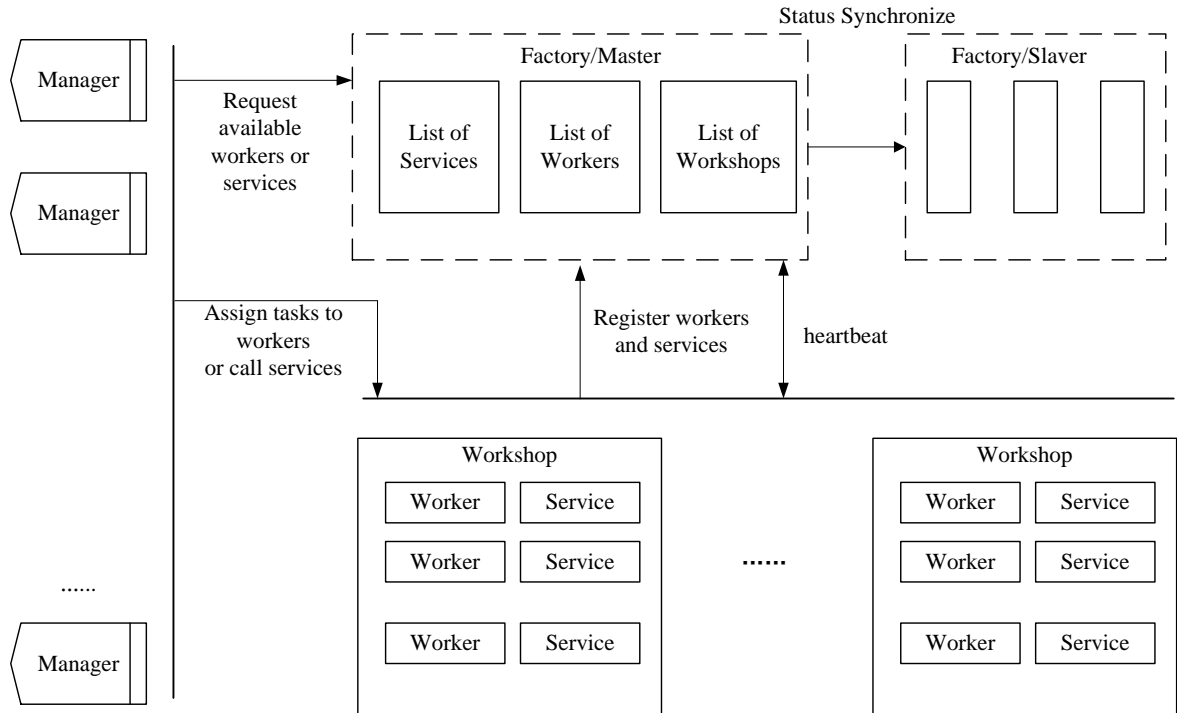 Status Synchronize
Manager
Factory/Master
Factory/Slaver
Request
available
workers or
services
List of
Services
List of
Workers
List of
Workshops
Manager
Assign tasks to
workers
or call services
Register workers
and services
heartbeat
Workshop
Worker
Service
Worker
Service
Worker
Service
......
Workshop
Worker
Service
Worker
Service
Worker
Service
......
Manager